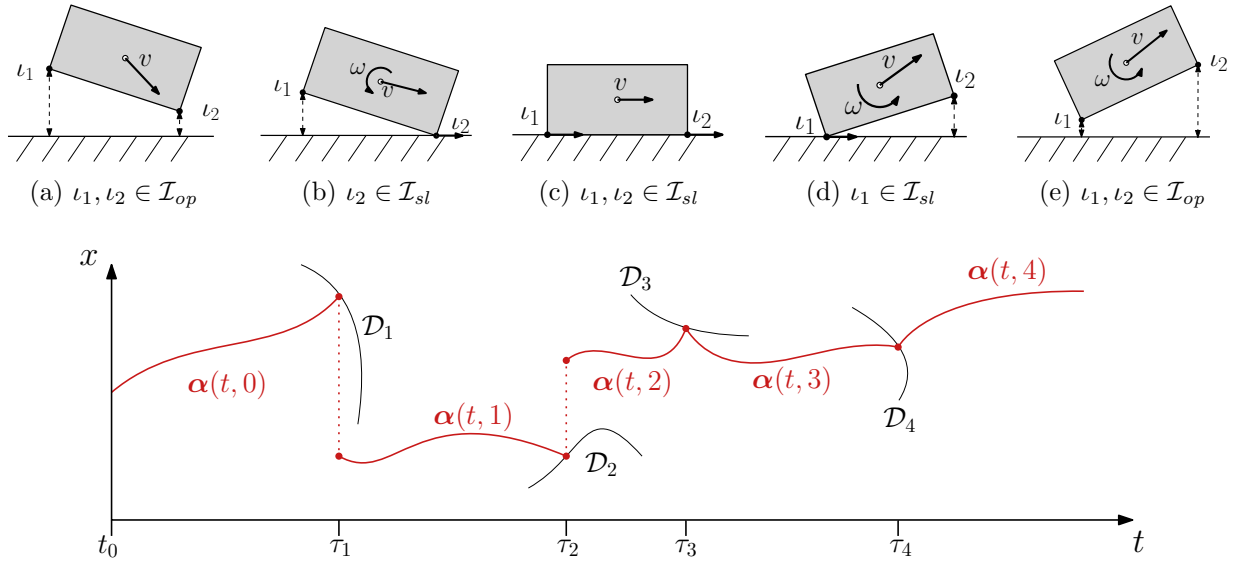 ι₁ v ι₂
ι₁ ω v ι₂
ι₁ v ι₂
ι₁ ω v ι₂
ι₁ ω v ι₂
(a) ι₁, ι₂ ∈ 𝓘ₒₚ
(b) ι₂ ∈ 𝓘ₛₗ
(c) ι₁, ι₂ ∈ 𝓘ₛₗ
(d) ι₁ ∈ 𝓘ₛₗ
(e) ι₁, ι₂ ∈ 𝓘ₒₚ
x
𝒟₁
𝒟₂
𝒟₃
𝒟₄
α(t, 0)
α(t, 1)
α(t, 2)
α(t, 3)
α(t, 4)
t₀
τ₁
τ₂
τ₃
τ₄
t